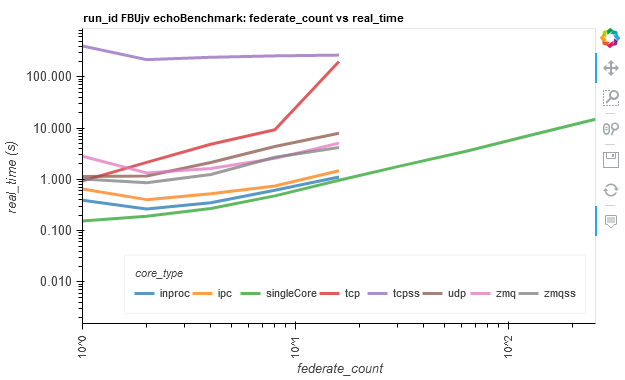 run_id FBUjv echoBenchmark: federate_count vs real_time
real_time (s)
100.000
10.000
1.000
0.100
0.010
core_type
inproc ipc singleCore tcp tcpss udp zmq zmqss
10^0 10^1 10^2
federate_count